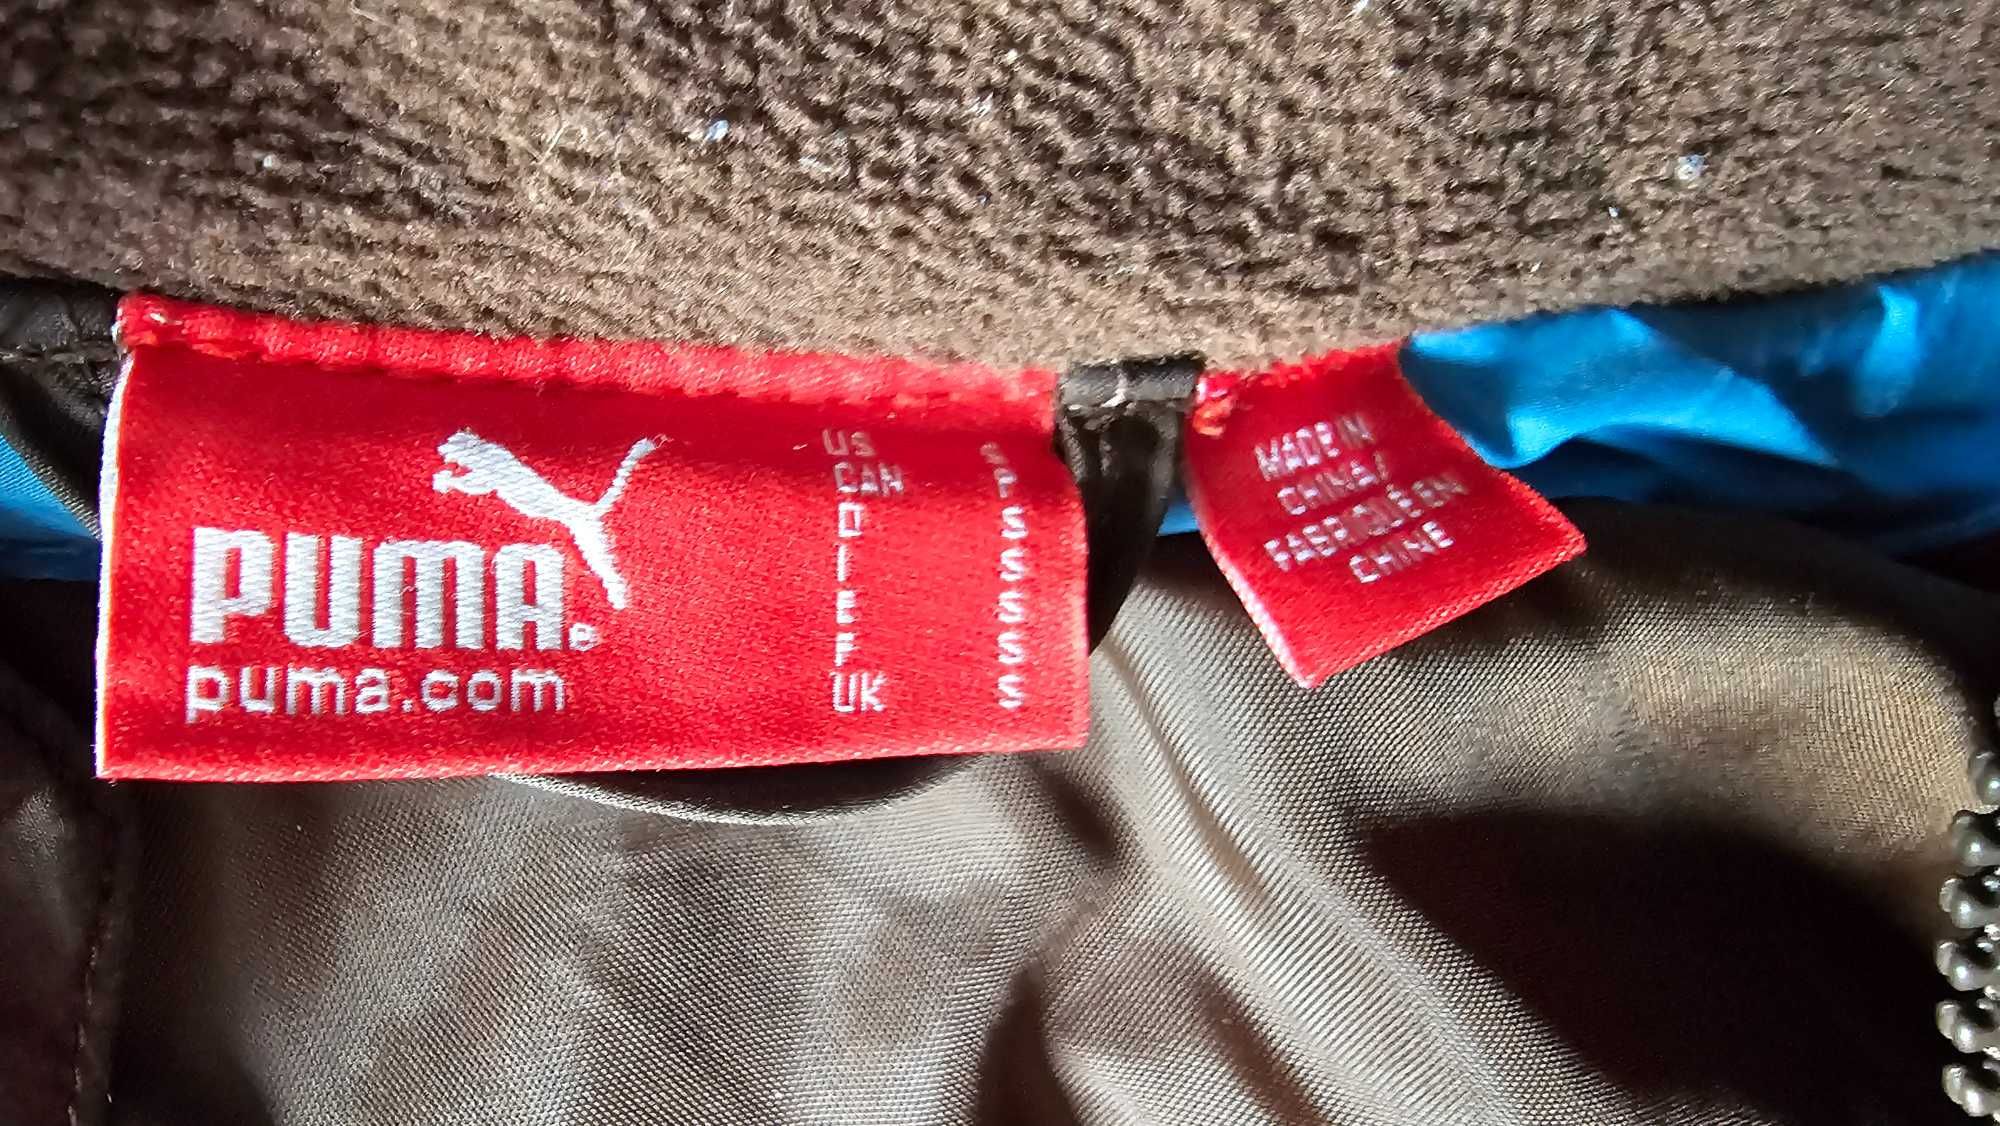 PUMA®
puma.com
US S
CAN P
D S
I S
E S
F S
UK S
MADE IN
CHINA/
FABRIQUÉ EN
CHINE